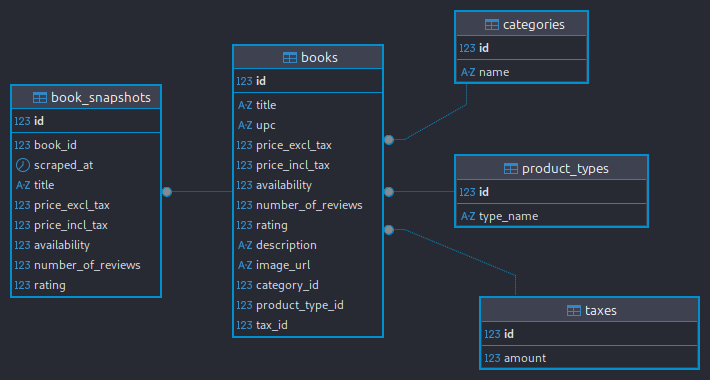 categories
123 id
A-Z name
books
123 id
A-Z title
A-Z upc
123 price_excl_tax
123 price_incl_tax
123 availability
123 number_of_reviews
123 rating
A-Z description
A-Z image_url
123 category_id
123 product_type_id
123 tax_id
book_snapshots
123 id
123 book_id
scraped_at
A-Z title
123 price_excl_tax
123 price_incl_tax
123 availability
123 number_of_reviews
123 rating
product_types
123 id
A-Z type_name
taxes
123 id
123 amount